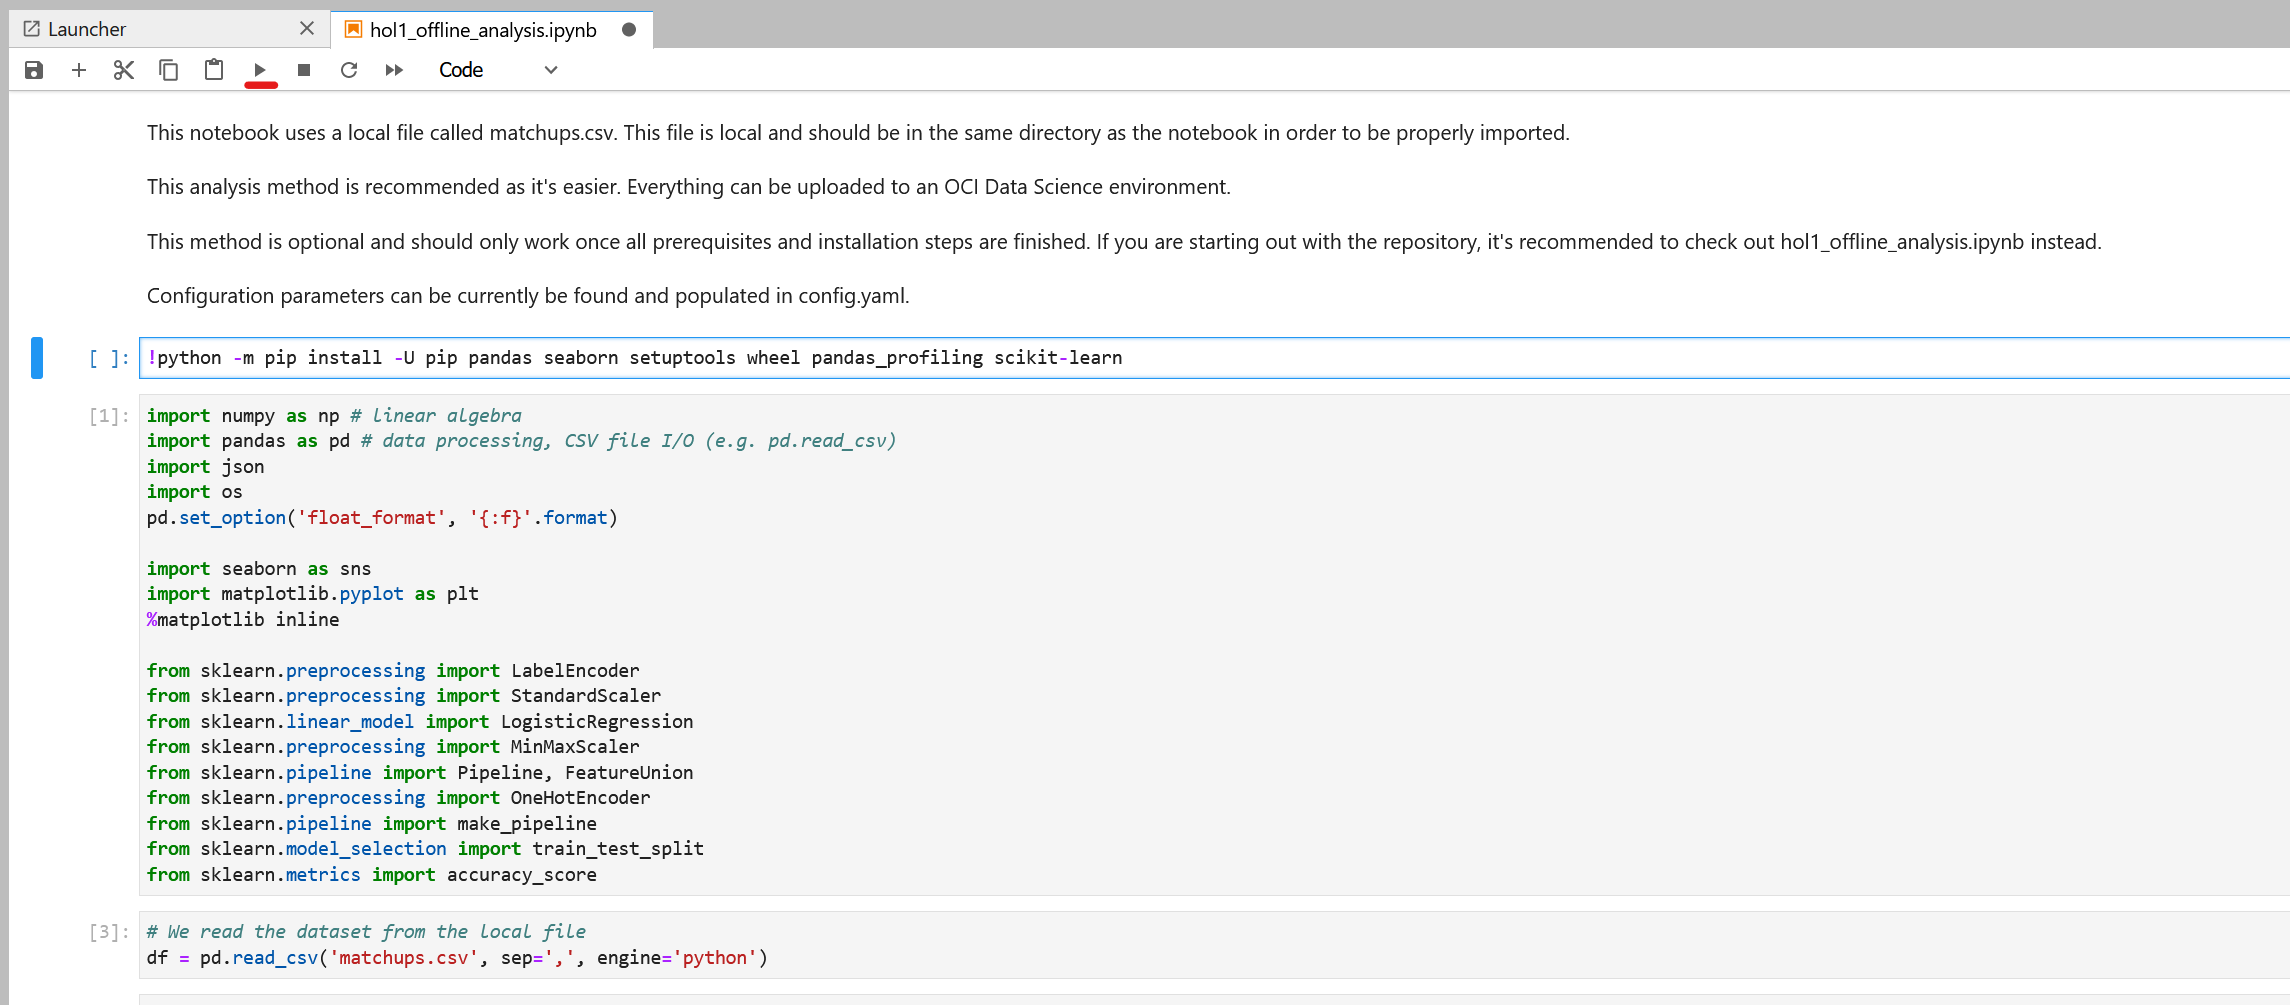 Launcher
hol1_offline_analysis.ipynb
Code
This notebook uses a local file called matchups.csv. This file is local and should be in the same directory as the notebook in order to be properly imported.
This analysis method is recommended as it's easier. Everything can be uploaded to an OCI Data Science environment.
This method is optional and should only work once all prerequisites and installation steps are finished. If you are starting out with the repository, it's recommended to check out hol1_offline_analysis.ipynb instead.
Configuration parameters can be currently be found and populated in config.yaml.
[ ]: !python -m pip install -U pip pandas seaborn setuptools wheel pandas_profiling scikit-learn
[1]: import numpy as np # linear algebra
import pandas as pd # data processing, CSV file I/O (e.g. pd.read_csv)
import json
import os
pd.set_option('float_format', '{:f}'.format)
import seaborn as sns
import matplotlib.pyplot as plt
%matplotlib inline
from sklearn.preprocessing import LabelEncoder
from sklearn.preprocessing import StandardScaler
from sklearn.linear_model import LogisticRegression
from sklearn.preprocessing import MinMaxScaler
from sklearn.pipeline import Pipeline, FeatureUnion
from sklearn.preprocessing import OneHotEncoder
from sklearn.pipeline import make_pipeline
from sklearn.model_selection import train_test_split
from sklearn.metrics import accuracy_score
[3]: # We read the dataset from the local file
df = pd.read_csv('matchups.csv', sep=',', engine='python')